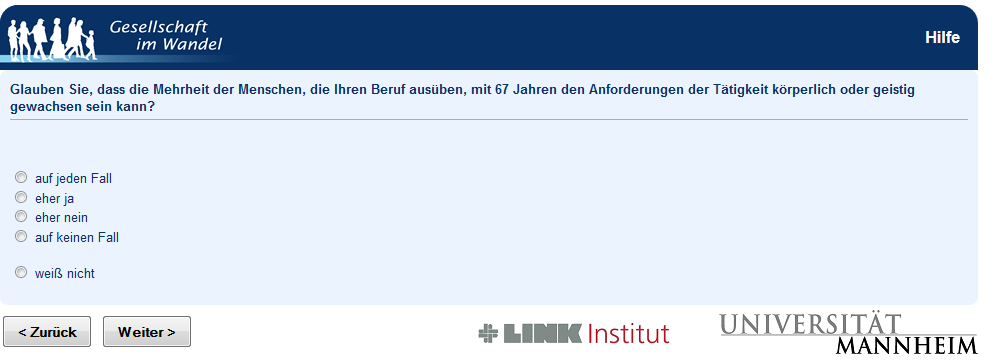 Gesellschaft
im Wandel
Hilfe
Glauben Sie, dass die Mehrheit der Menschen, die Ihren Beruf ausüben, mit 67 Jahren den Anforderungen der Tätigkeit körperlich oder geistig
gewachsen sein kann?
auf jeden Fall
eher ja
eher nein
auf keinen Fall
weiß nicht
< Zurück
Weiter >
LINK Institut
UNIVERSITÄT
MANNHEIM